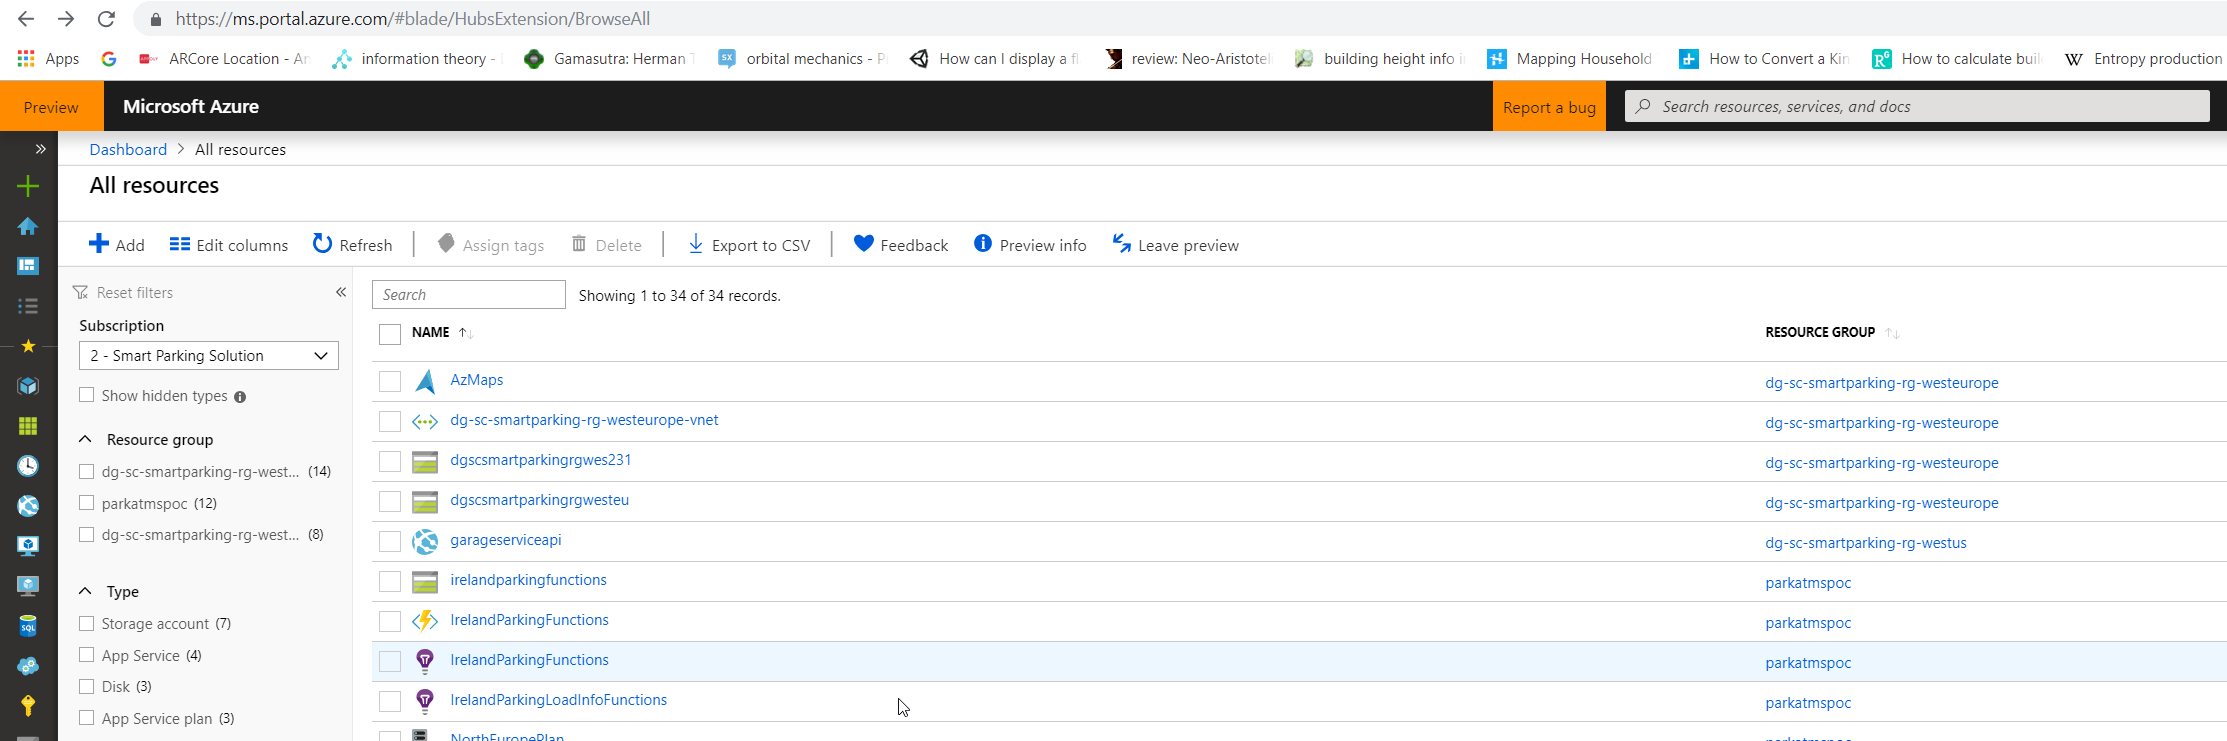 https://ms.portal.azure.com/#blade/HubsExtension/BrowseAll
Apps ARCore Location - An information theory - Gamasutra: Herman T orbital mechanics - P How can I display a fl review: Neo-Aristotel building height info i Mapping Household How to Convert a Kin How to calculate buil Entropy production
Preview Microsoft Azure Report a bug Search resources, services, and docs
Dashboard > All resources
All resources
Add Edit columns Refresh Assign tags Delete Export to CSV Feedback Preview info Leave preview
Reset filters
Subscription
2 - Smart Parking Solution
Show hidden types
Resource group
dg-sc-smartparking-rg-west... (14)
parkatmspoc (12)
dg-sc-smartparking-rg-west... (8)
Type
Storage account (7)
App Service (4)
Disk (3)
App Service plan (3)
Search Showing 1 to 34 of 34 records.
NAME RESOURCE GROUP
AzMaps dg-sc-smartparking-rg-westeurope
dg-sc-smartparking-rg-westeurope-vnet dg-sc-smartparking-rg-westeurope
dgscsmartparkingrgwes231 dg-sc-smartparking-rg-westeurope
dgscsmartparkingrgwesteu dg-sc-smartparking-rg-westeurope
garageserviceapi dg-sc-smartparking-rg-westus
irelandparkingfunctions parkatmspoc
IrelandParkingFunctions parkatmspoc
IrelandParkingFunctions parkatmspoc
IrelandParkingLoadInfoFunctions parkatmspoc
NorthEuropePlan parkatmspoc